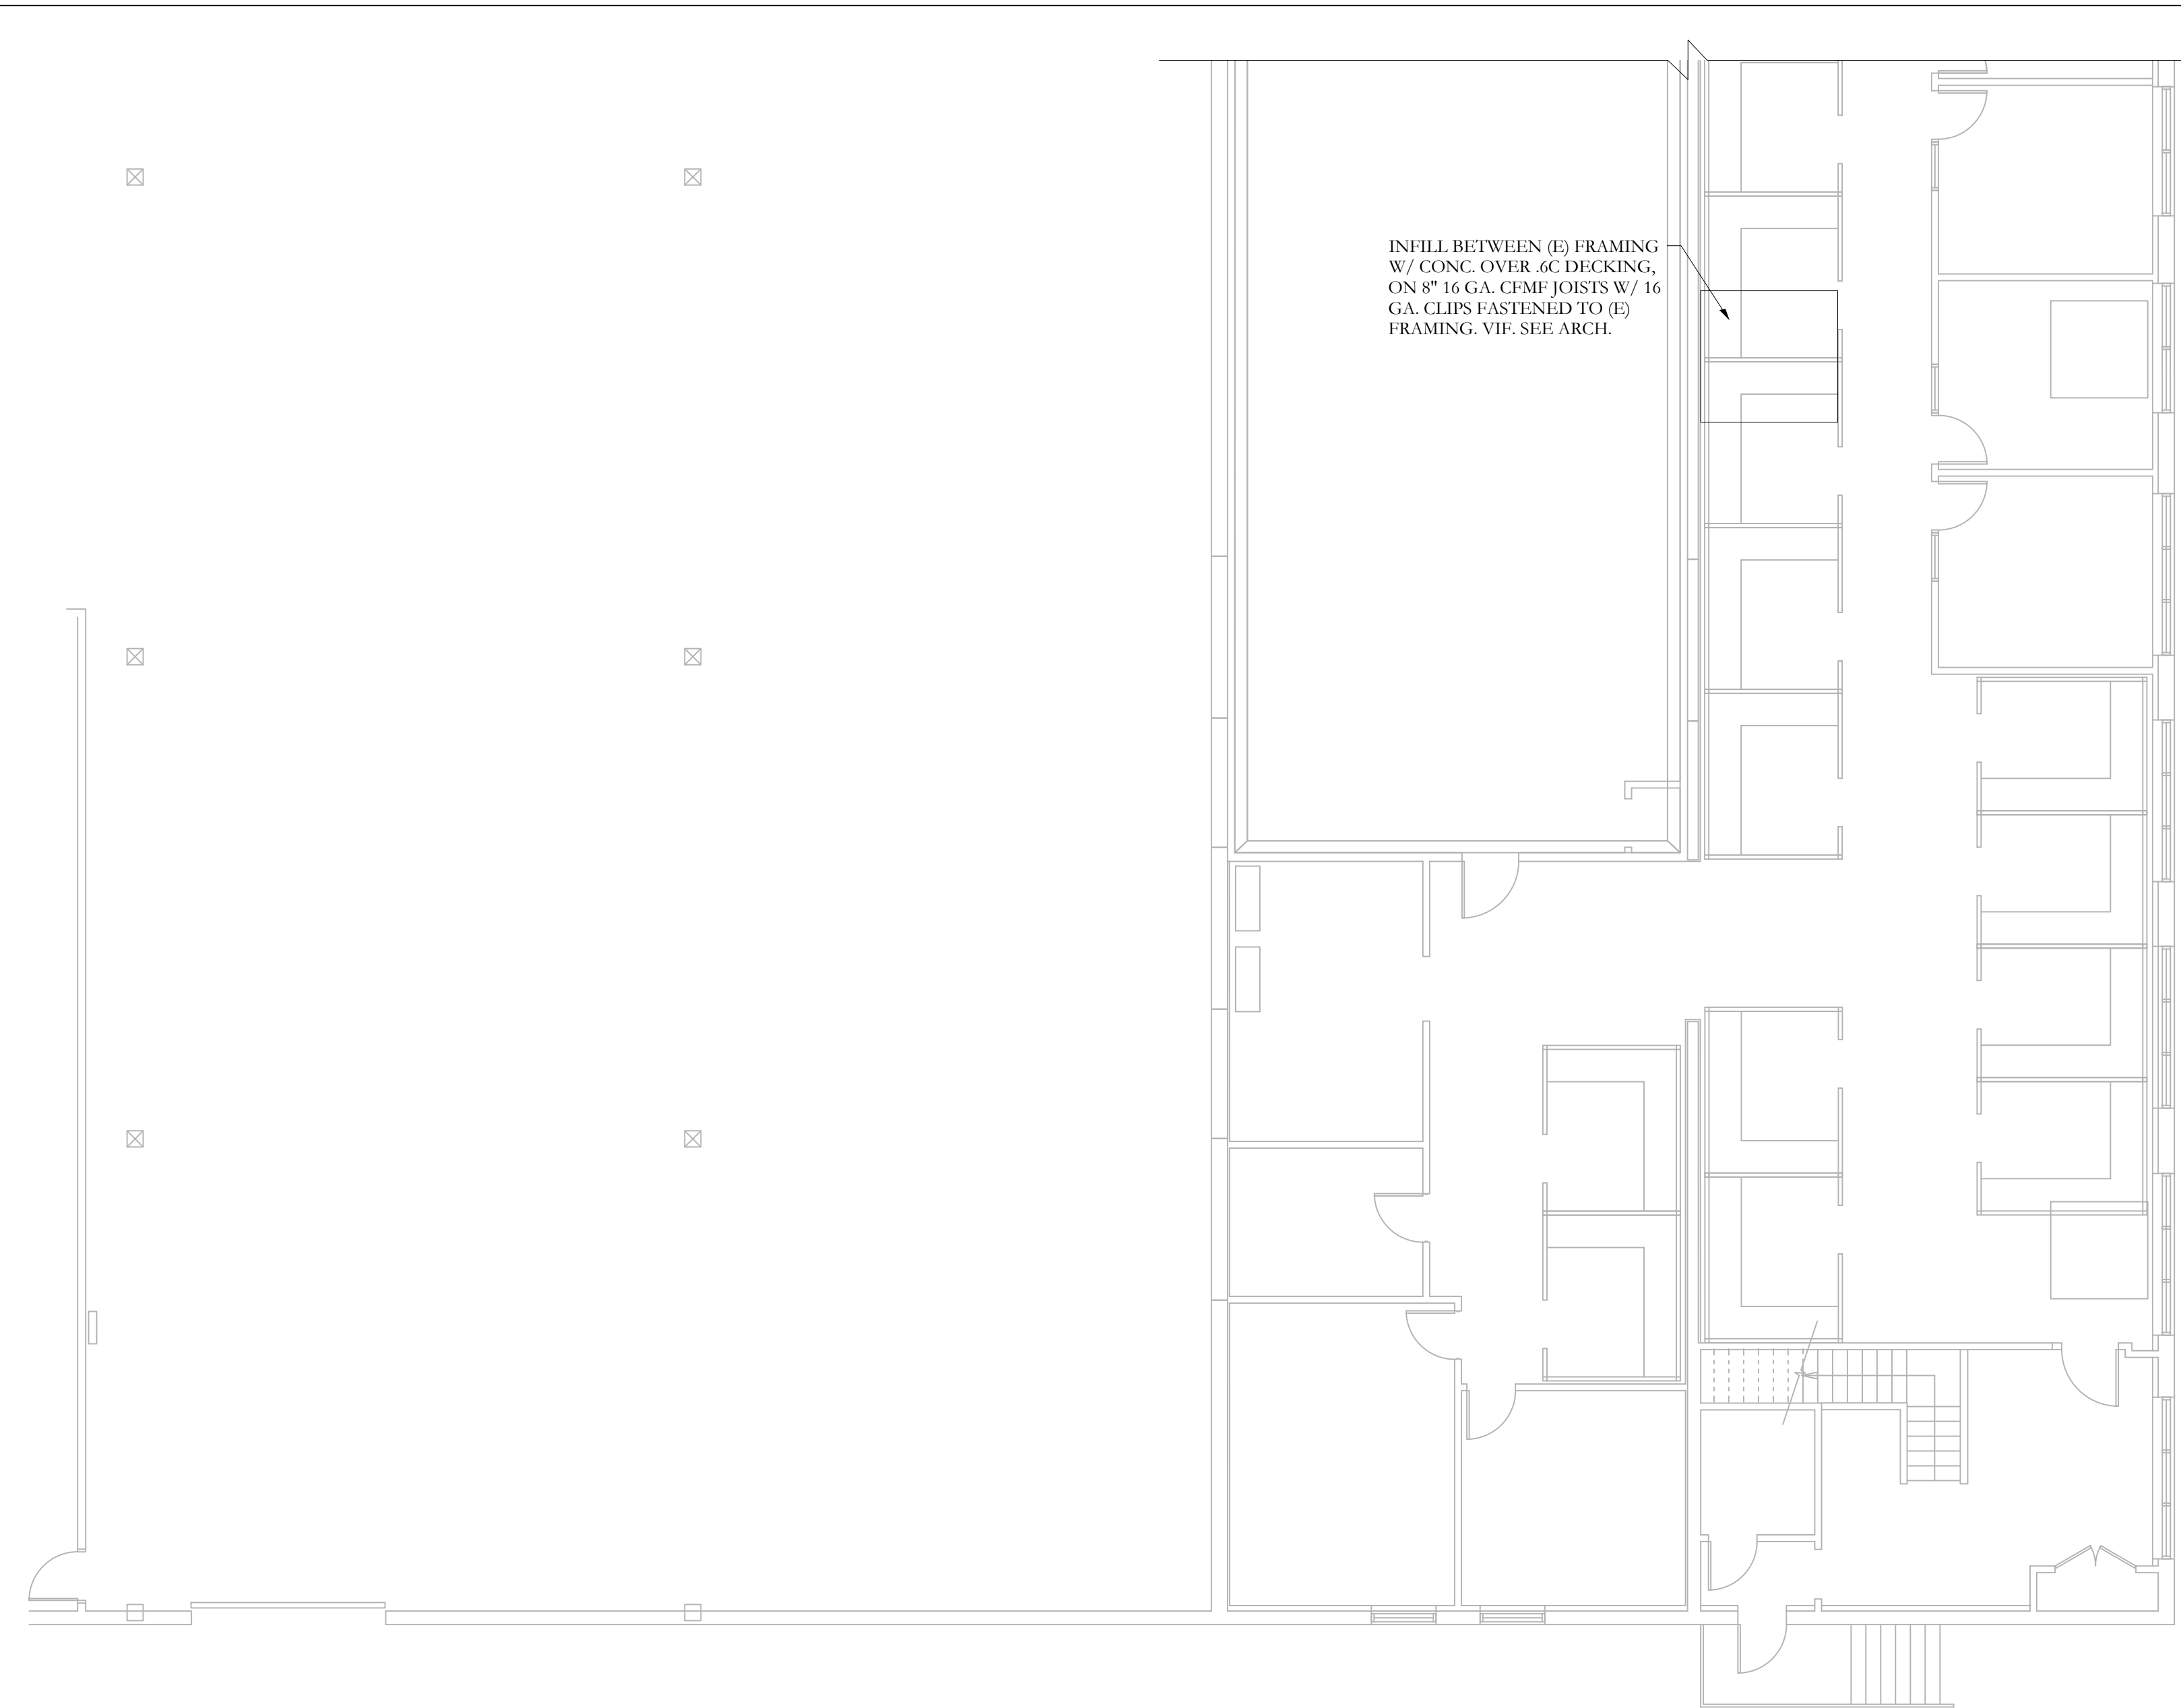 INFILL BETWEEN (E) FRAMING
W/ CONC. OVER .6C DECKING,
ON 8" 16 GA. CFMF JOISTS W/ 16
GA. CLIPS FASTENED TO (E)
FRAMING. VIF. SEE ARCH.